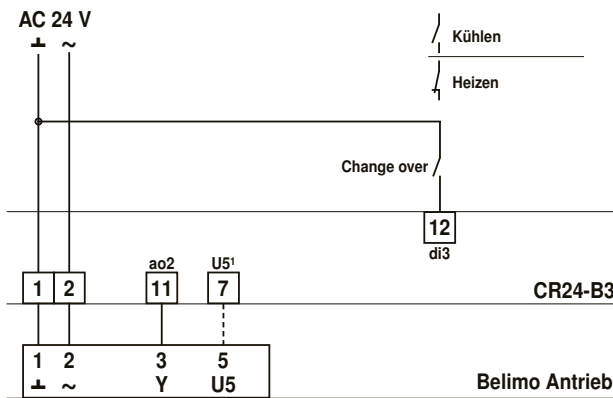 AC 24 V
⊥ ~
Kühlen
Heizen
Change over
12
di3
ao2 U5¹
1 2 11 7
CR24-B3
1 2 3 5
⊥ ~ Y U5
Belimo Antrieb